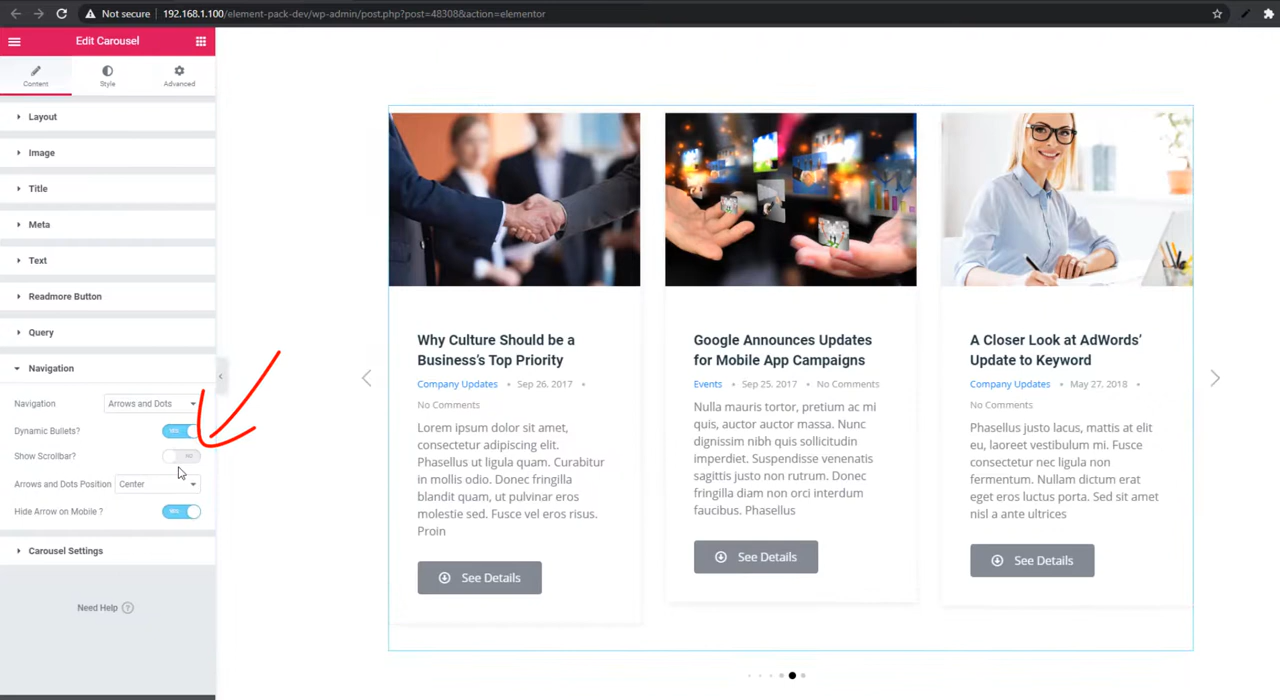 Not secure 192.168.1.100/element-pack-dev/wp-admin/post.php?post=48308&action=elementor
Edit Carousel
Content Style Advanced
Layout
Image
Title
Meta
Text
Readmore Button
Query
Navigation
Navigation Arrows and Dots
Dynamic Bullets? YES
Show Scrollbar? NO
Arrows and Dots Position Center
Hide Arrow on Mobile ? YES
Carousel Settings
Need Help ?
Why Culture Should be a
Business’s Top Priority
Company Updates • Sep 26, 2017 •
No Comments
Lorem ipsum dolor sit amet,
consectetur adipiscing elit.
Phasellus ut ligula quam. Curabitur
in mollis odio. Donec fringilla
blandit quam, ut pulvinar eros
molestie sed. Fusce vel eros risus.
Proin
See Details
Google Announces Updates
for Mobile App Campaigns
Events • Sep 25, 2017 • No Comments
Nulla mauris tortor, pretium ac mi
quis, auctor auctor massa. Nunc
dignissim nibh quis sollicitudin
imperdiet. Suspendisse venenatis
sagittis justo non rutrum. Donec
fringilla diam non orci interdum
faucibus. Phasellus
See Details
A Closer Look at AdWords’
Update to Keyword
Company Updates • May 27, 2018 •
No Comments
Phasellus justo lacus, mattis at elit
eu, laoreet vestibulum mi. Fusce
consectetur nec ligula non
fermentum. Nullam dictum erat
eget eros luctus porta. Sed sit amet
nisl a ante ultrices
See Details